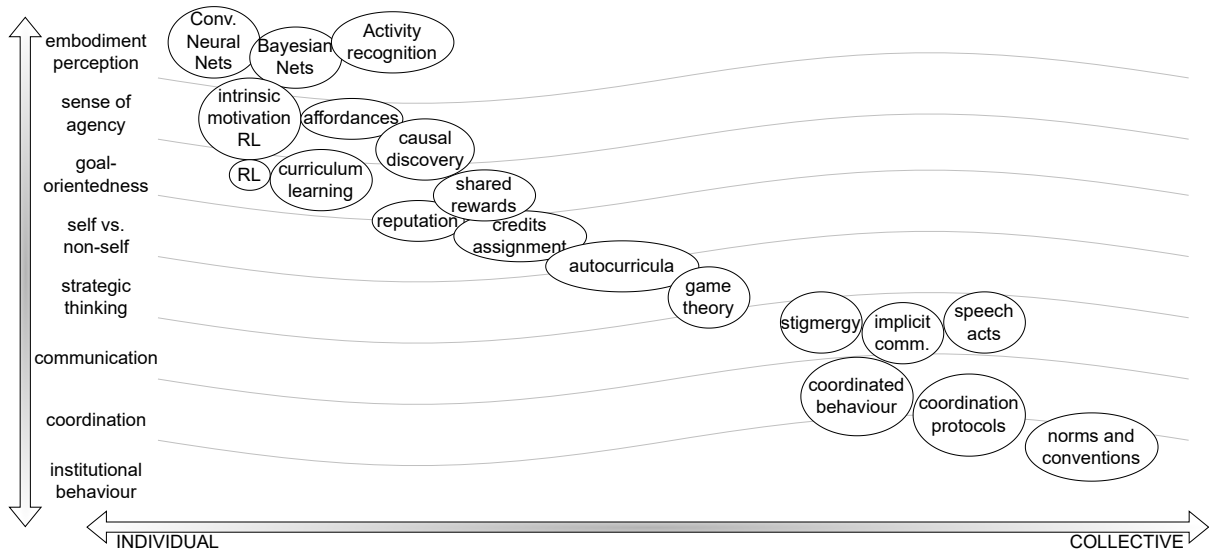 embodiment
perception
sense of
agency
goal-
orientedness
self vs.
non-self
strategic
thinking
communication
coordination
institutional
behaviour
Conv.
Neural
Nets
Bayesian
Nets
Activity
recognition
intrinsic
motivation
RL
affordances
causal
discovery
RL
curriculum
learning
shared
rewards
reputation
credits
assignment
autocurricula
game
theory
stigmergy
implicit
comm.
speech
acts
coordinated
behaviour
coordination
protocols
norms and
conventions
INDIVIDUAL
COLLECTIVE